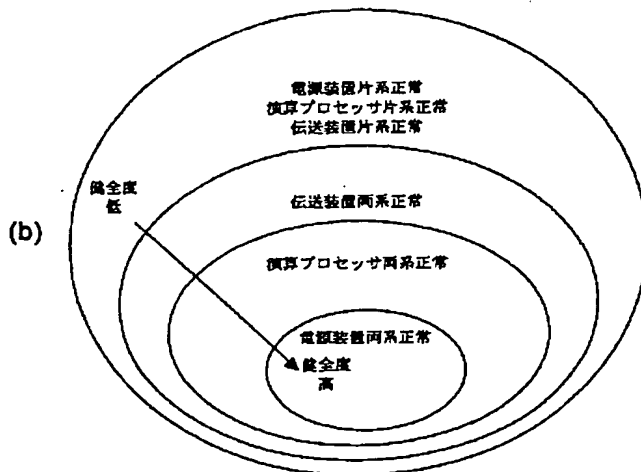 電源装置片系正常
演算プロセッサ片系正常
伝送装置片系正常
健全度
低
伝送装置両系正常
(b)
演算プロセッサ両系正常
電源装置両系正常
健全度
高